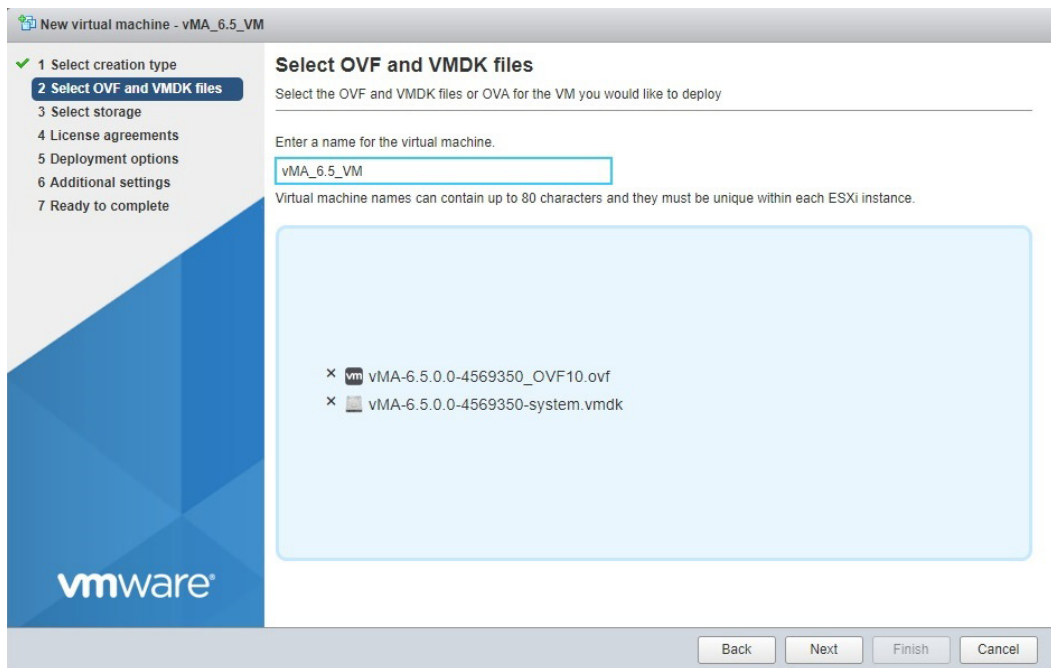 New virtual machine - vMA_6.5_VM
1 Select creation type
2 Select OVF and VMDK files
3 Select storage
4 License agreements
5 Deployment options
6 Additional settings
7 Ready to complete
Select OVF and VMDK files
Select the OVF and VMDK files or OVA for the VM you would like to deploy
Enter a name for the virtual machine.
vMA_6.5_VM
Virtual machine names can contain up to 80 characters and they must be unique within each ESXi instance.
× vm vMA-6.5.0.0-4569350_OVF10.ovf
× vMA-6.5.0.0-4569350-system.vmdk
vmware®
Back Next Finish Cancel